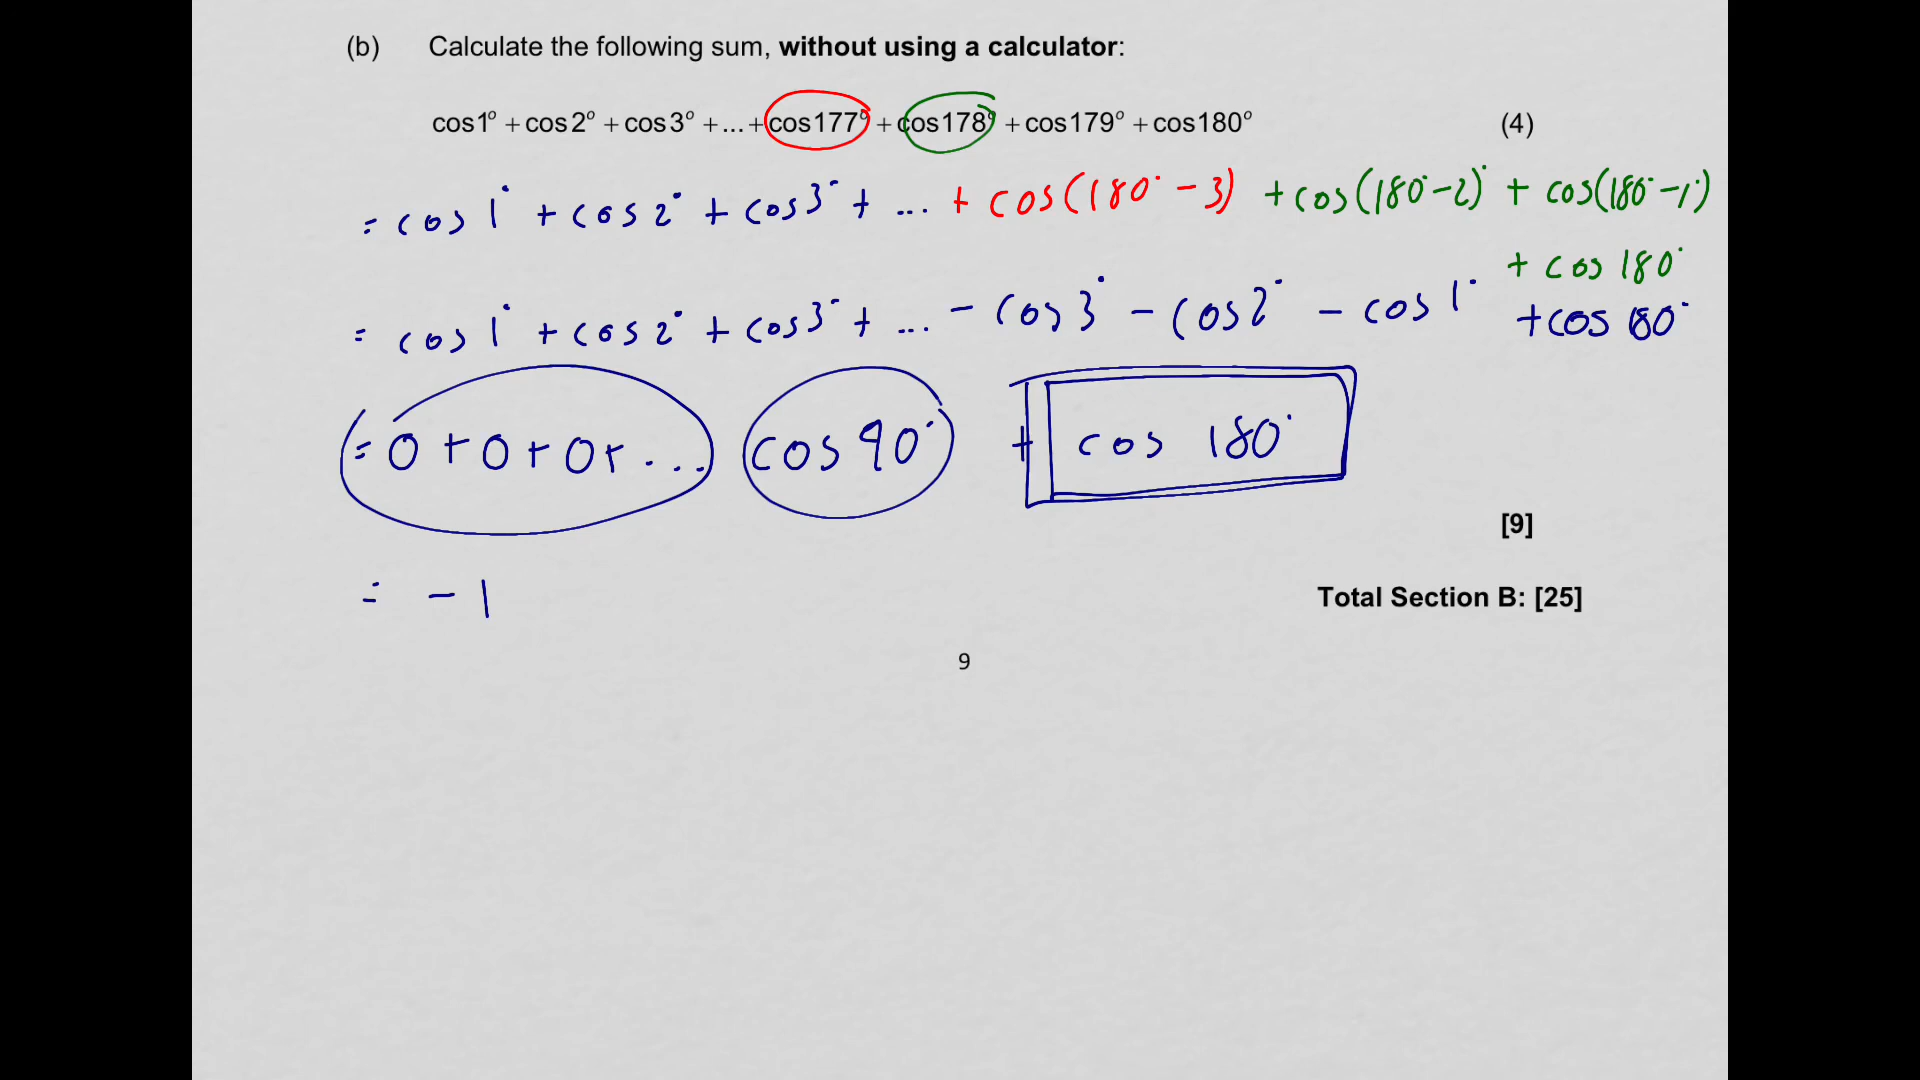 (b) Calculate the following sum, without using a calculator:
cos1° + cos2° + cos3° + ... + cos177° + cos178° + cos179° + cos180° (4)
= cos 1° + cos 2° + cos 3° + ... + cos(180° - 3) + cos(180° - 2)° + cos(180° - 1°)
+ cos 180°
= cos 1° + cos 2° + cos 3° + ... - cos 3° - cos 2° - cos 1° + cos 180°
= 0 + 0 + 0 + ... cos 90° + cos 180°
[9]
= - 1
Total Section B: [25]
9